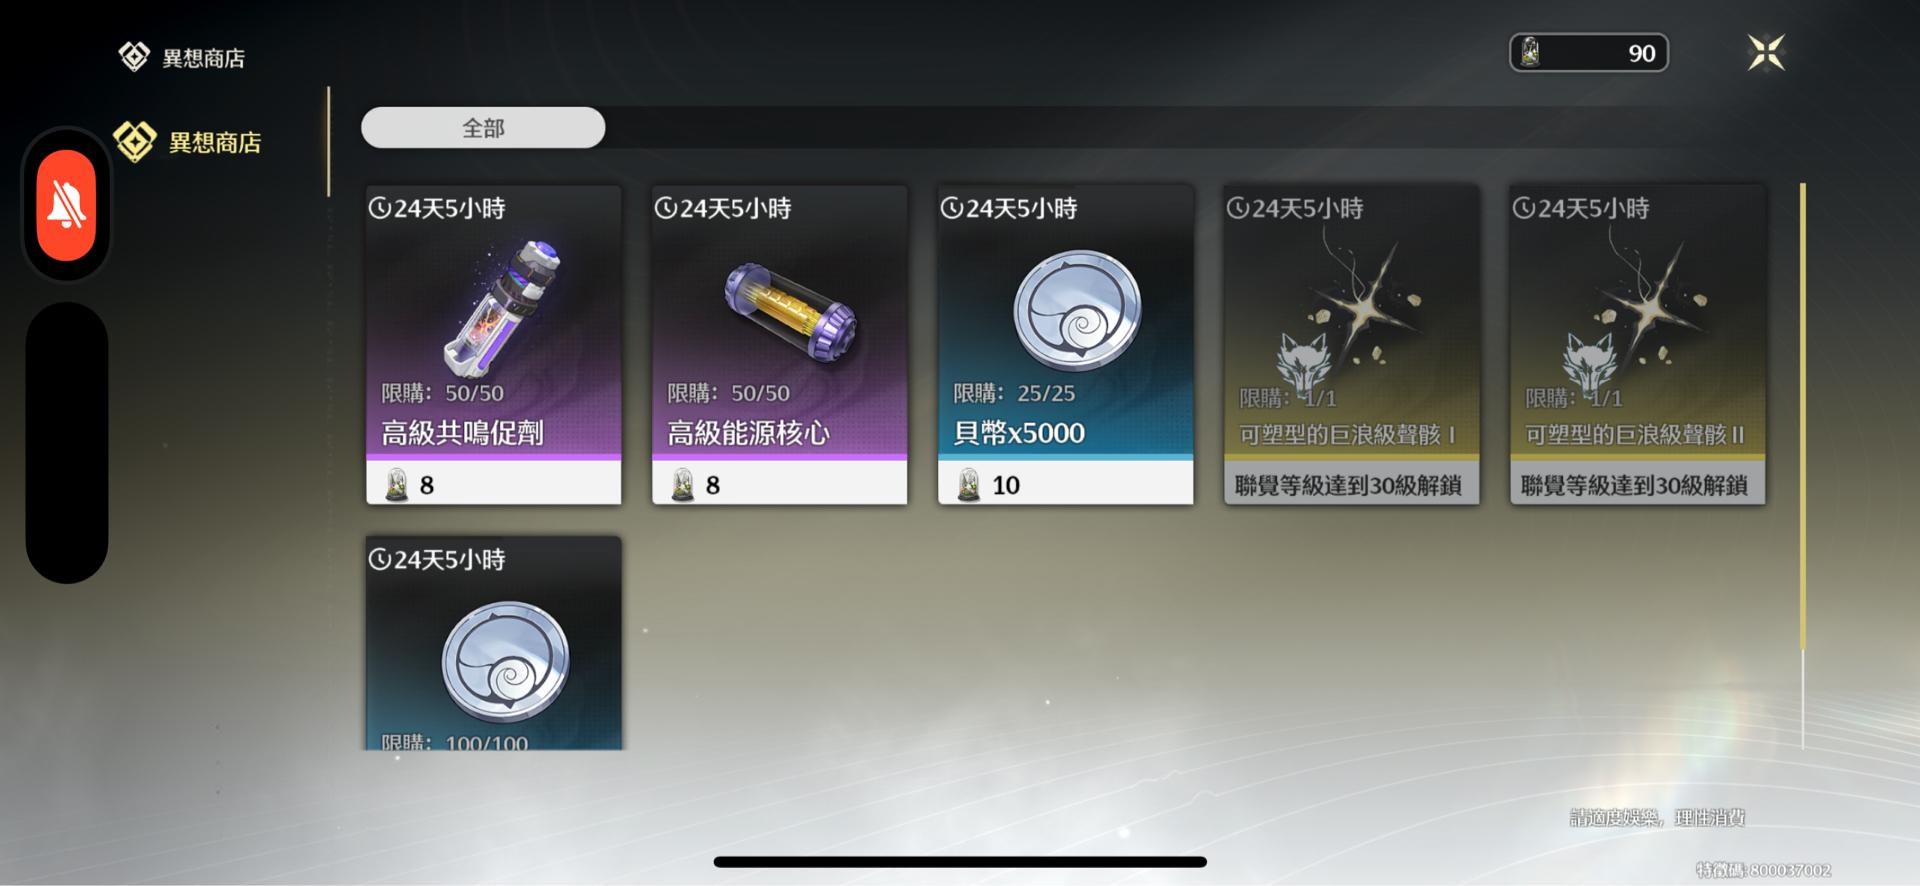 異想商店
90
異想商店
全部
24天5小時
限購：50/50
高級共鳴促劑
8
24天5小時
限購：50/50
高級能源核心
8
24天5小時
限購：25/25
貝幣x5000
10
24天5小時
限購：1/1
可塑型的巨浪級聲骸 I
聯覺等級達到30級解鎖
24天5小時
限購：1/1
可塑型的巨浪級聲骸 II
聯覺等級達到30級解鎖
24天5小時
限購：100/100
請適度娛樂，理性消費
特徵碼:800037002